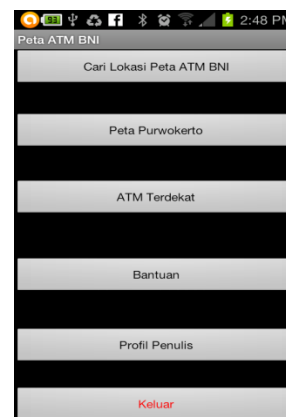 93 2:48 PM
Peta ATM BNI
Cari Lokasi Peta ATM BNI
Peta Purwokerto
ATM Terdekat
Bantuan
Profil Penulis
Keluar